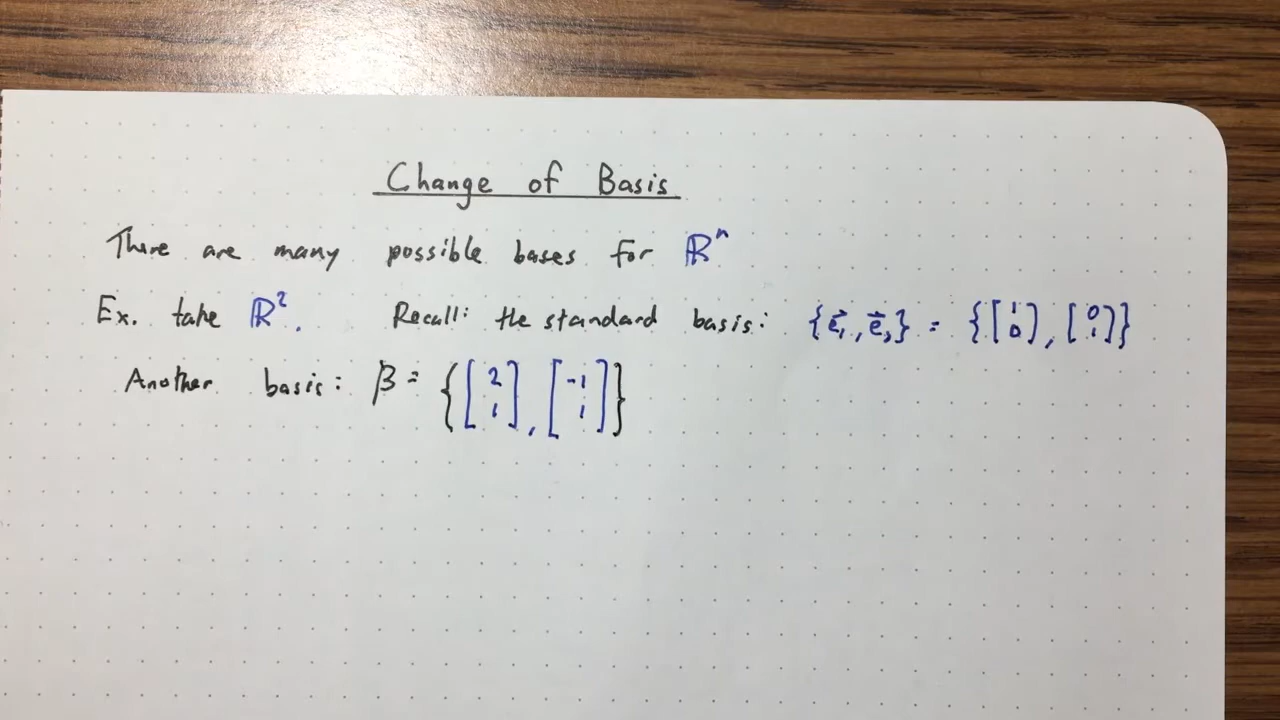 Change of Basis
There are many possible bases for ℝⁿ
Ex. take ℝ². Recall: the standard basis: {e⃗₁, e⃗₂} = {[1 0], [0 1]}
Another basis: β = {[2 1], [-1 1]}